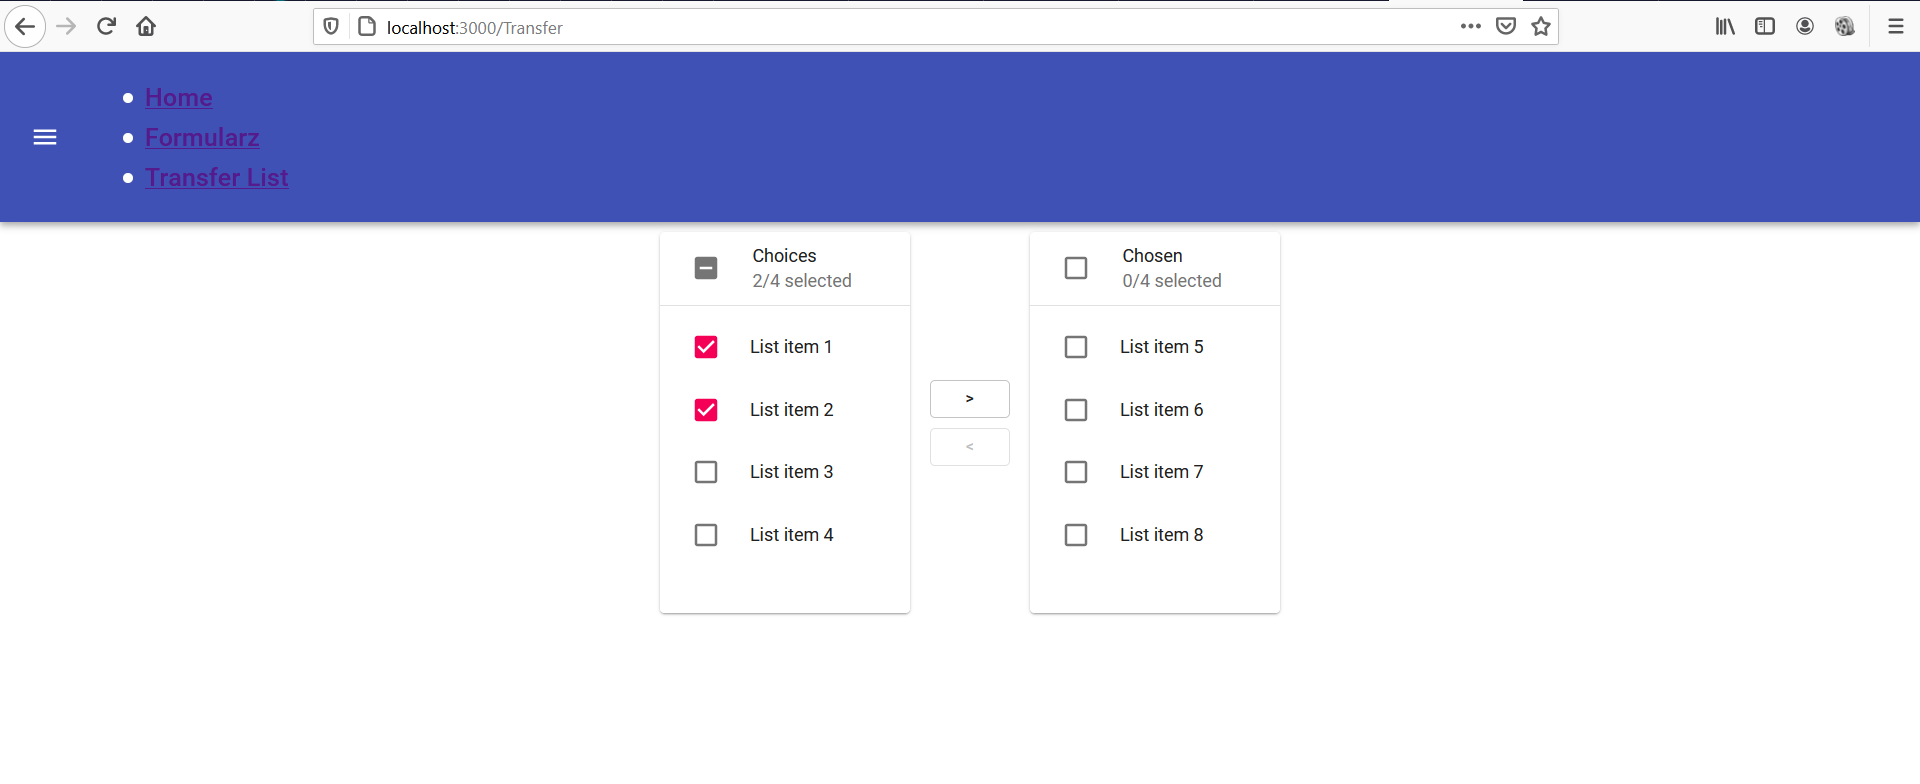 localhost:3000/Transfer
Home
Formularz
Transfer List
Choices
2/4 selected
List item 1
List item 2
List item 3
List item 4
>
<
Chosen
0/4 selected
List item 5
List item 6
List item 7
List item 8